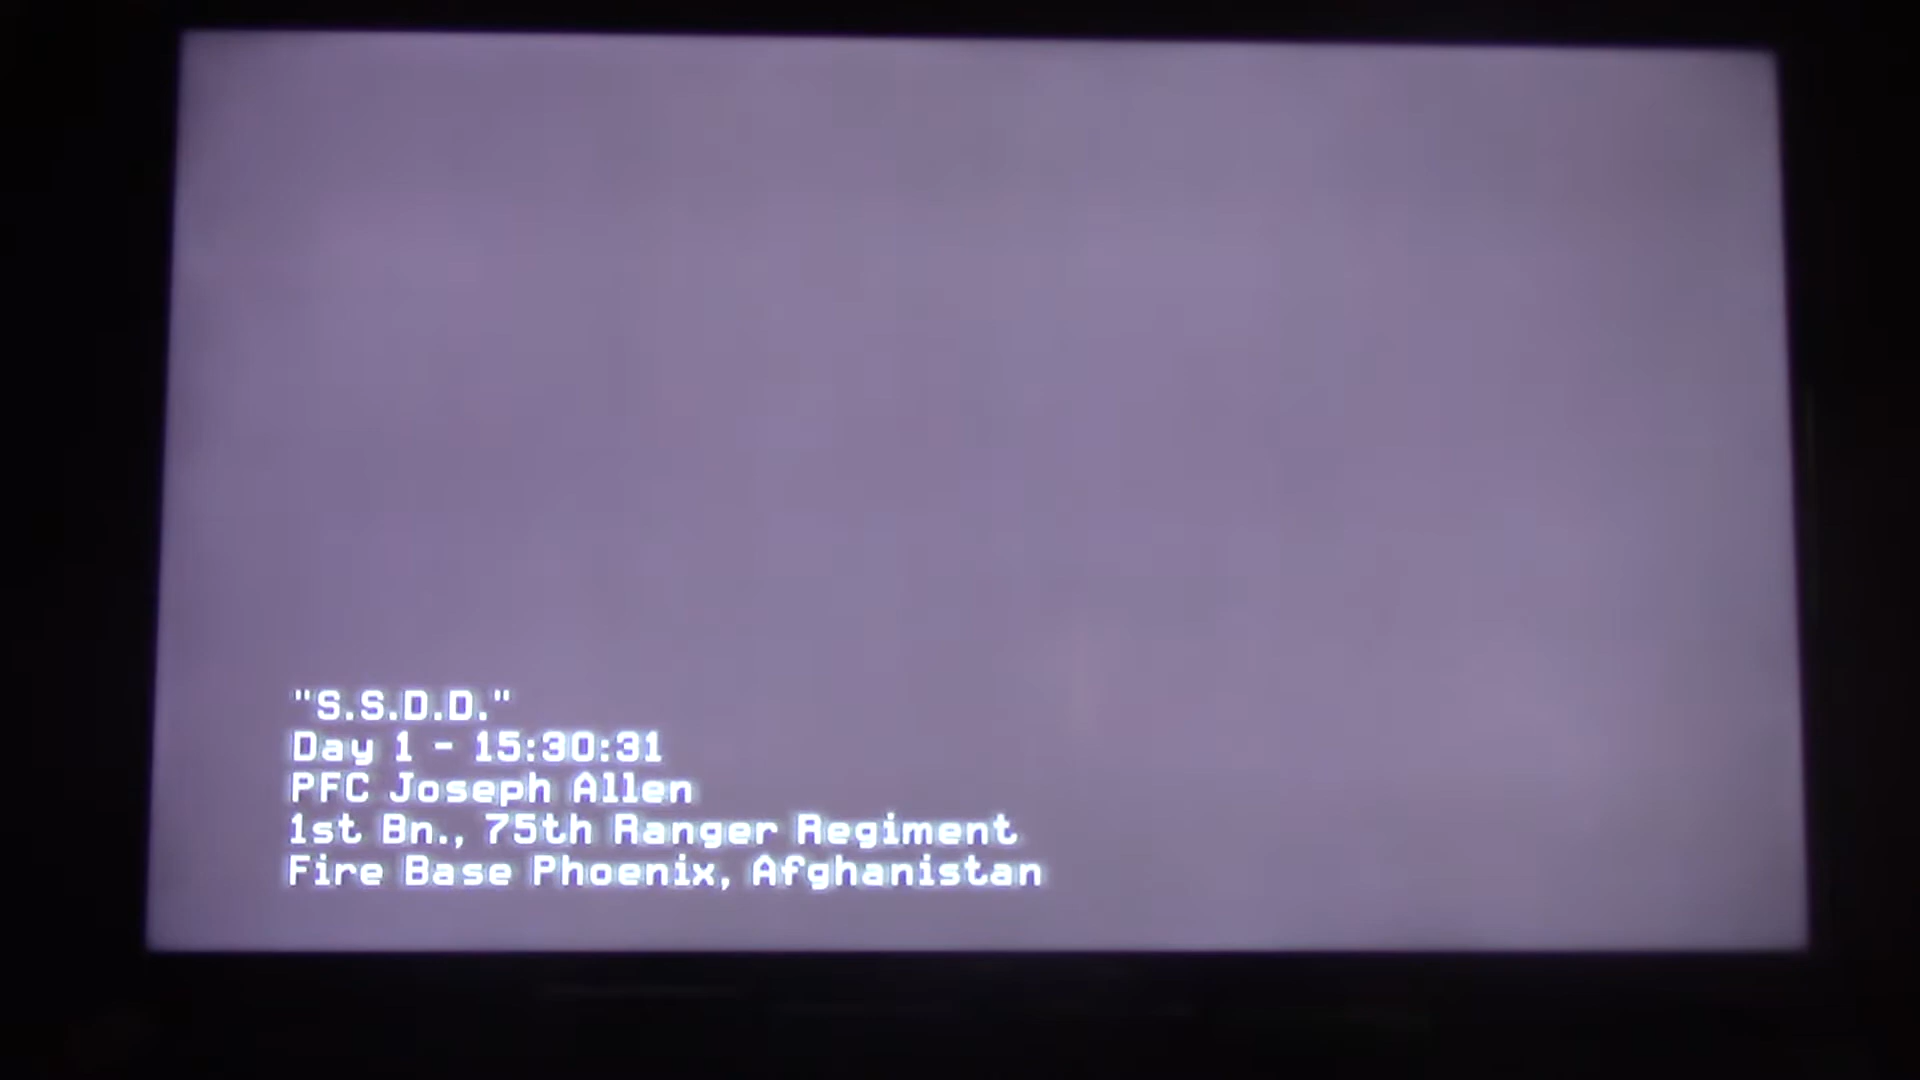 "S.S.D.D."
Day 1 - 15:30:31
PFC Joseph Allen
1st Bn., 75th Ranger Regiment
Fire Base Phoenix, Afghanistan